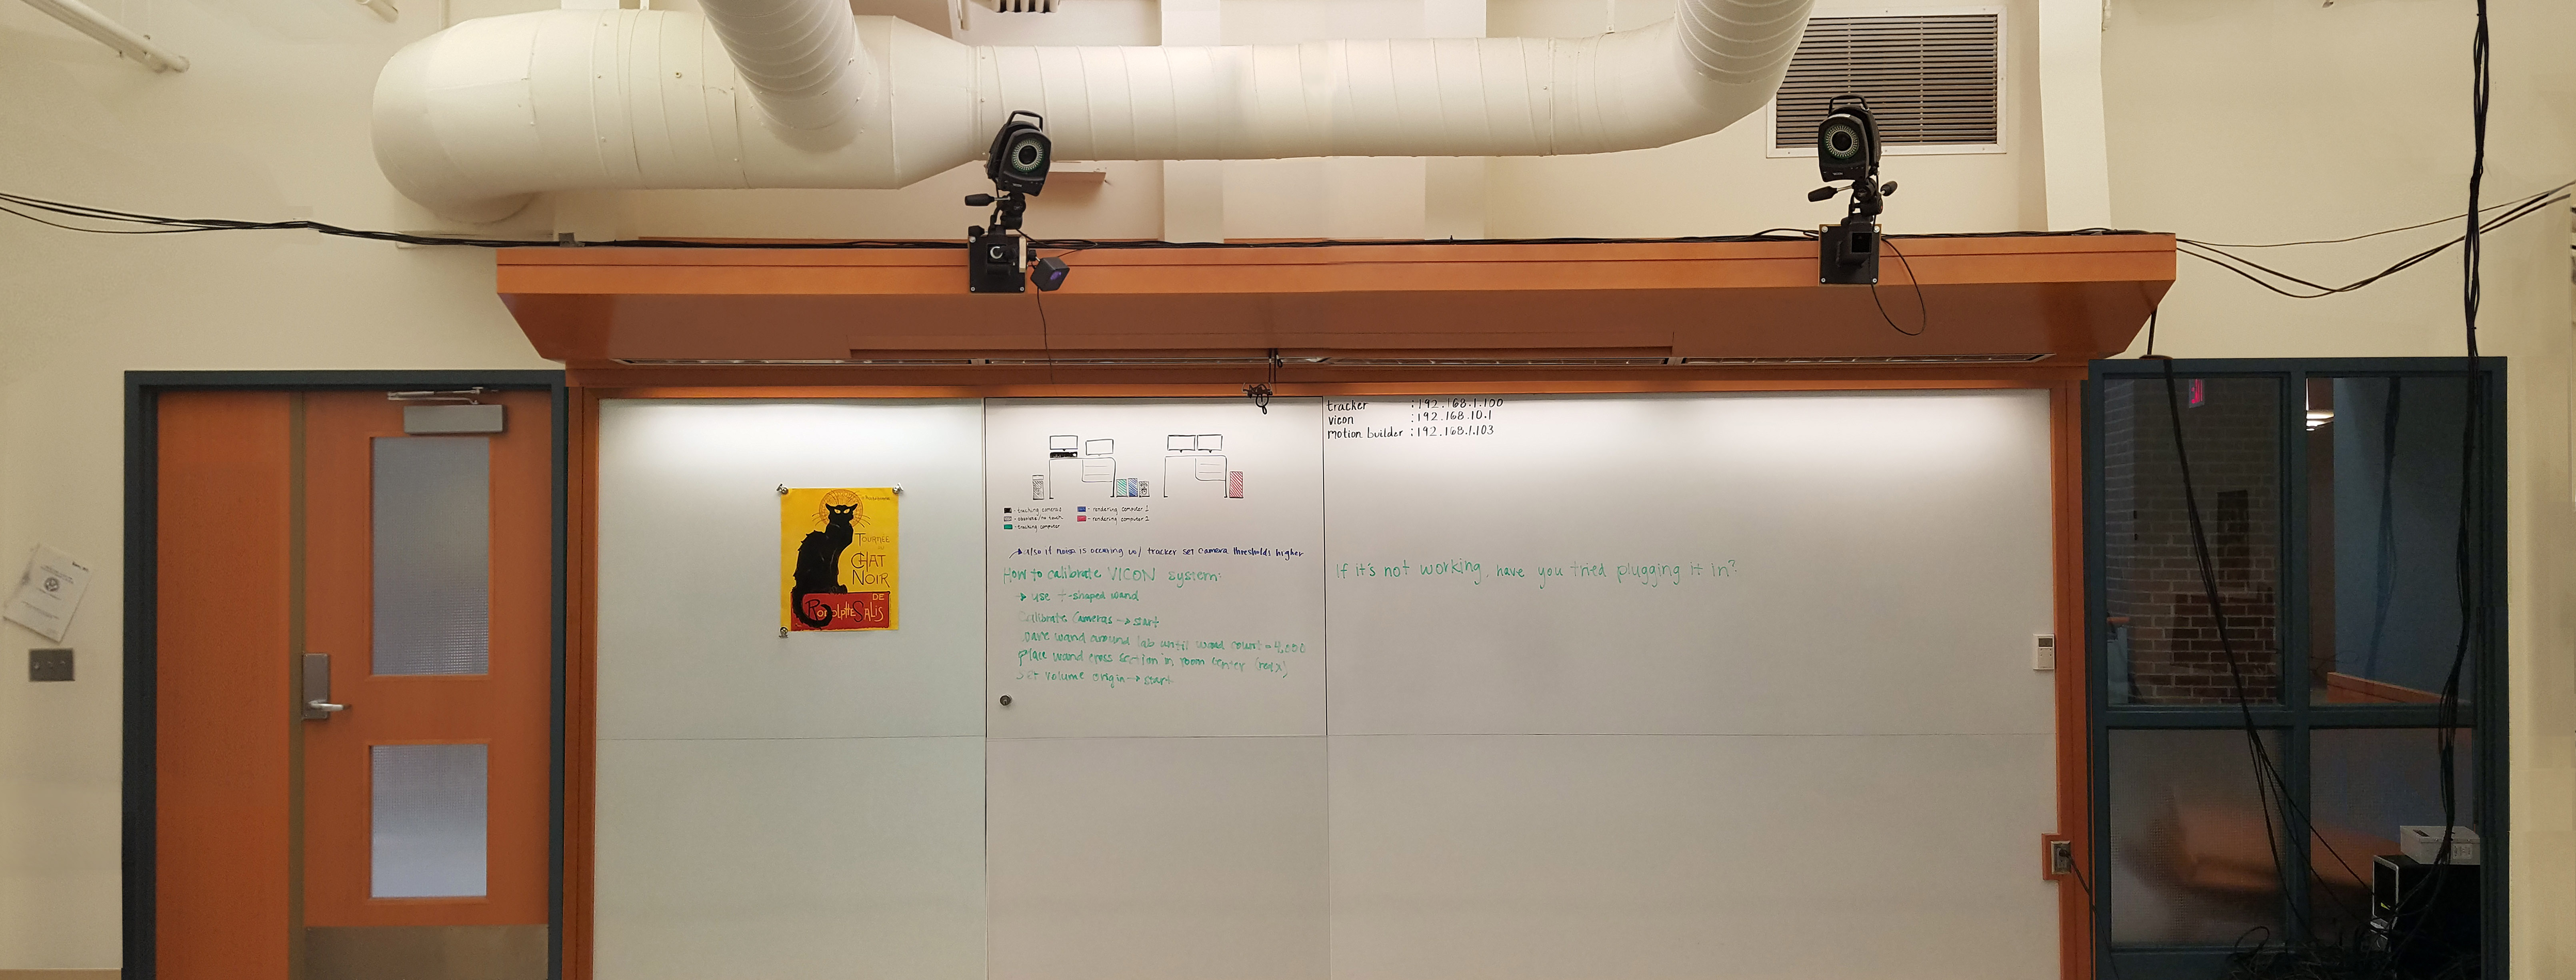 TOURNÉE
DU
CHAT
NOIR
DE
RODOLPHE SALIS
- tracking cameras
- rendering computer 1
- obsolete/no touch
- rendering computer 2
- tracking computer
→ also if noise is occuring w/ tracker set camera thresholds higher
How to calibrate VICON system:
→ use t-shaped wand
Calibrate Cameras → start
wave wand around lab until wand count = 4,000
place wand cross section in room center
Set volume origin → start
tracker : 192.168.1.100
vicon : 192.168.10.1
motion builder : 192.168.1.103
If it's not working, have you tried plugging it in?